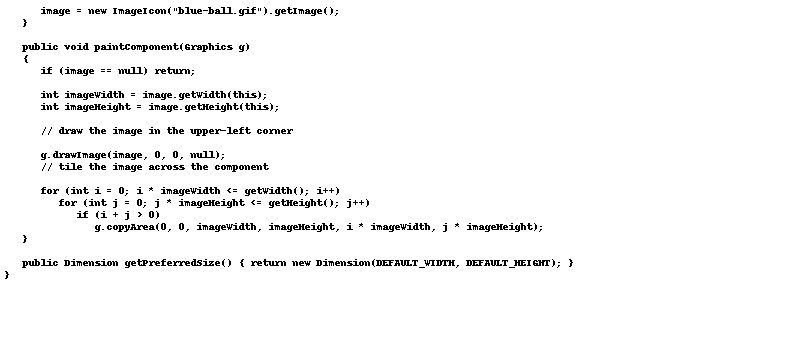 image = new ImageIcon("blue-ball.gif").getImage();
}
public void paintComponent(Graphics g)
{
if (image == null) return;
int imageWidth = image.getWidth(this);
int imageHeight = image.getHeight(this);
// draw the image in the upper-left corner
g.drawImage(image, 0, 0, null);
// tile the image across the component
for (int i = 0; i * imageWidth <= getWidth(); i++)
for (int j = 0; j * imageHeight <= getHeight(); j++)
if (i + j > 0)
g.copyArea(0, 0, imageWidth, imageHeight, i * imageWidth, j * imageHeight);
}
public Dimension getPreferredSize() { return new Dimension(DEFAULT_WIDTH, DEFAULT_HEIGHT); }
}